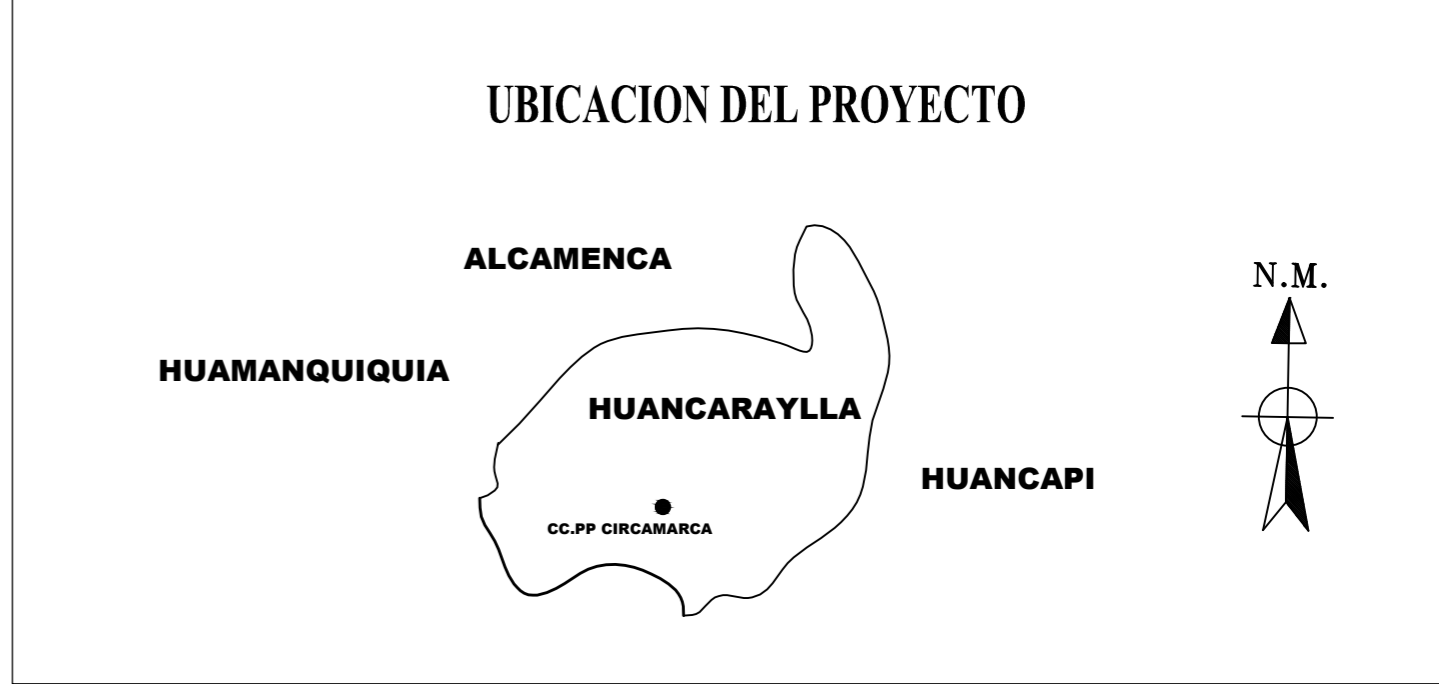 UBICACION DEL PROYECTO
ALCAMENCA
N.M.
HUAMANQUIQUIA
HUANCARAYLLA
HUANCAPI
CC.PP CIRCAMARCA